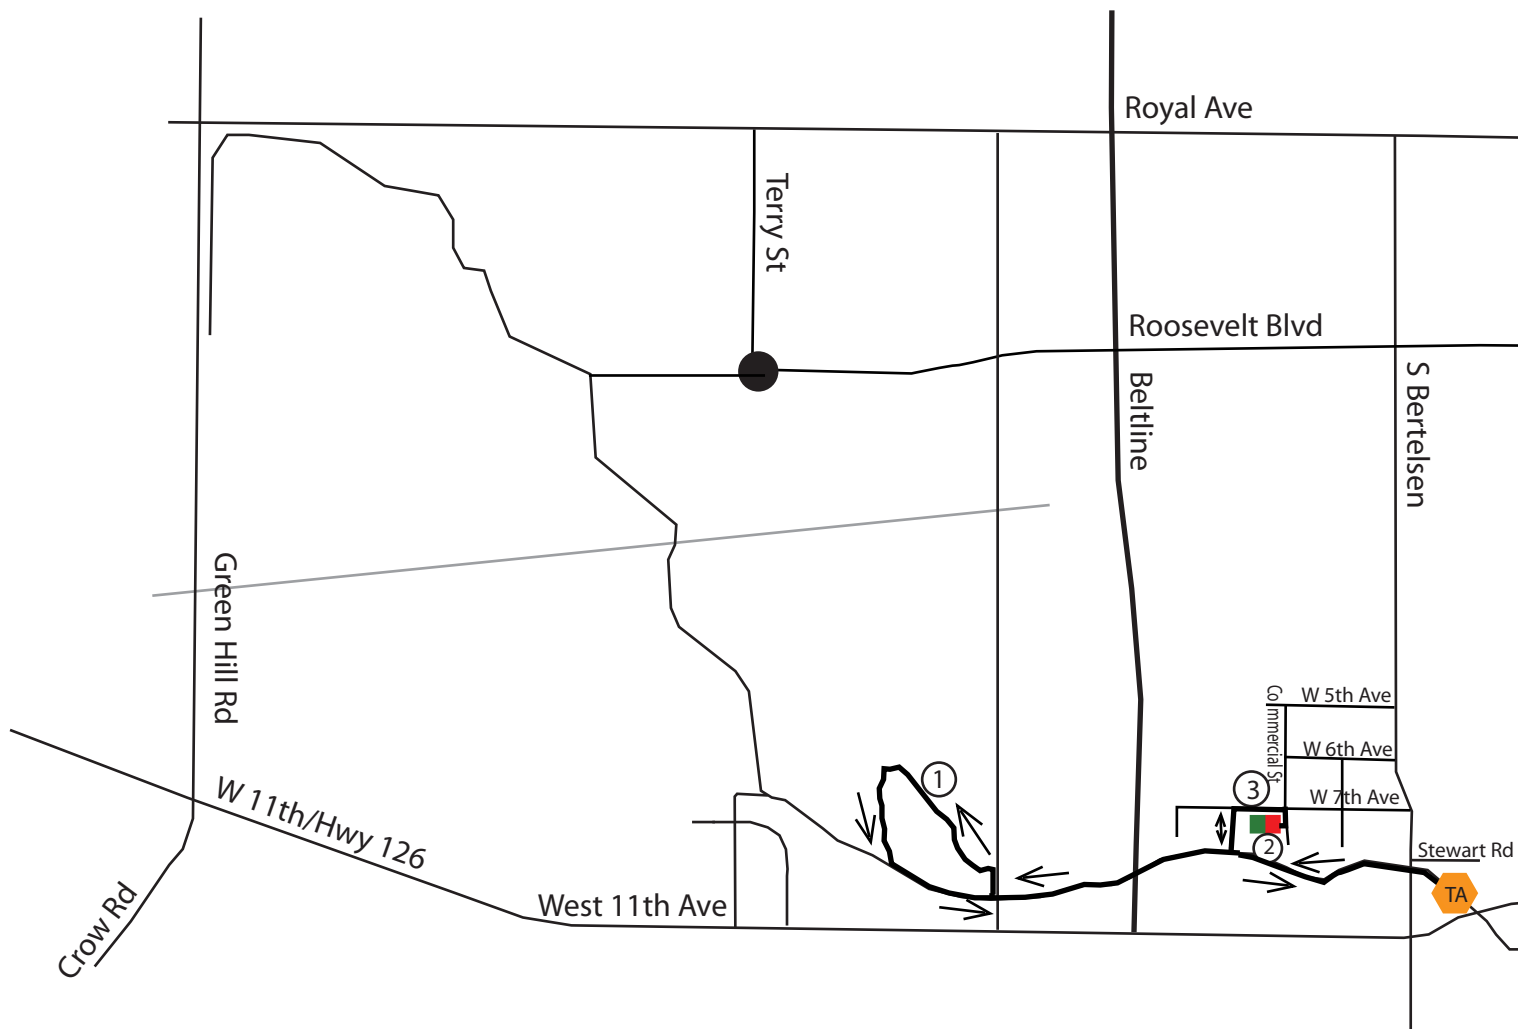 Royal Ave
Terry St
Roosevelt Blvd
Beltline
S Bertelsen
Green Hill Rd
Commercial St
W 5th Ave
W 6th Ave
1
3
W 7th Ave
W 11th/Hwy 126
2
Stewart Rd
TA
West 11th Ave
Crow Rd